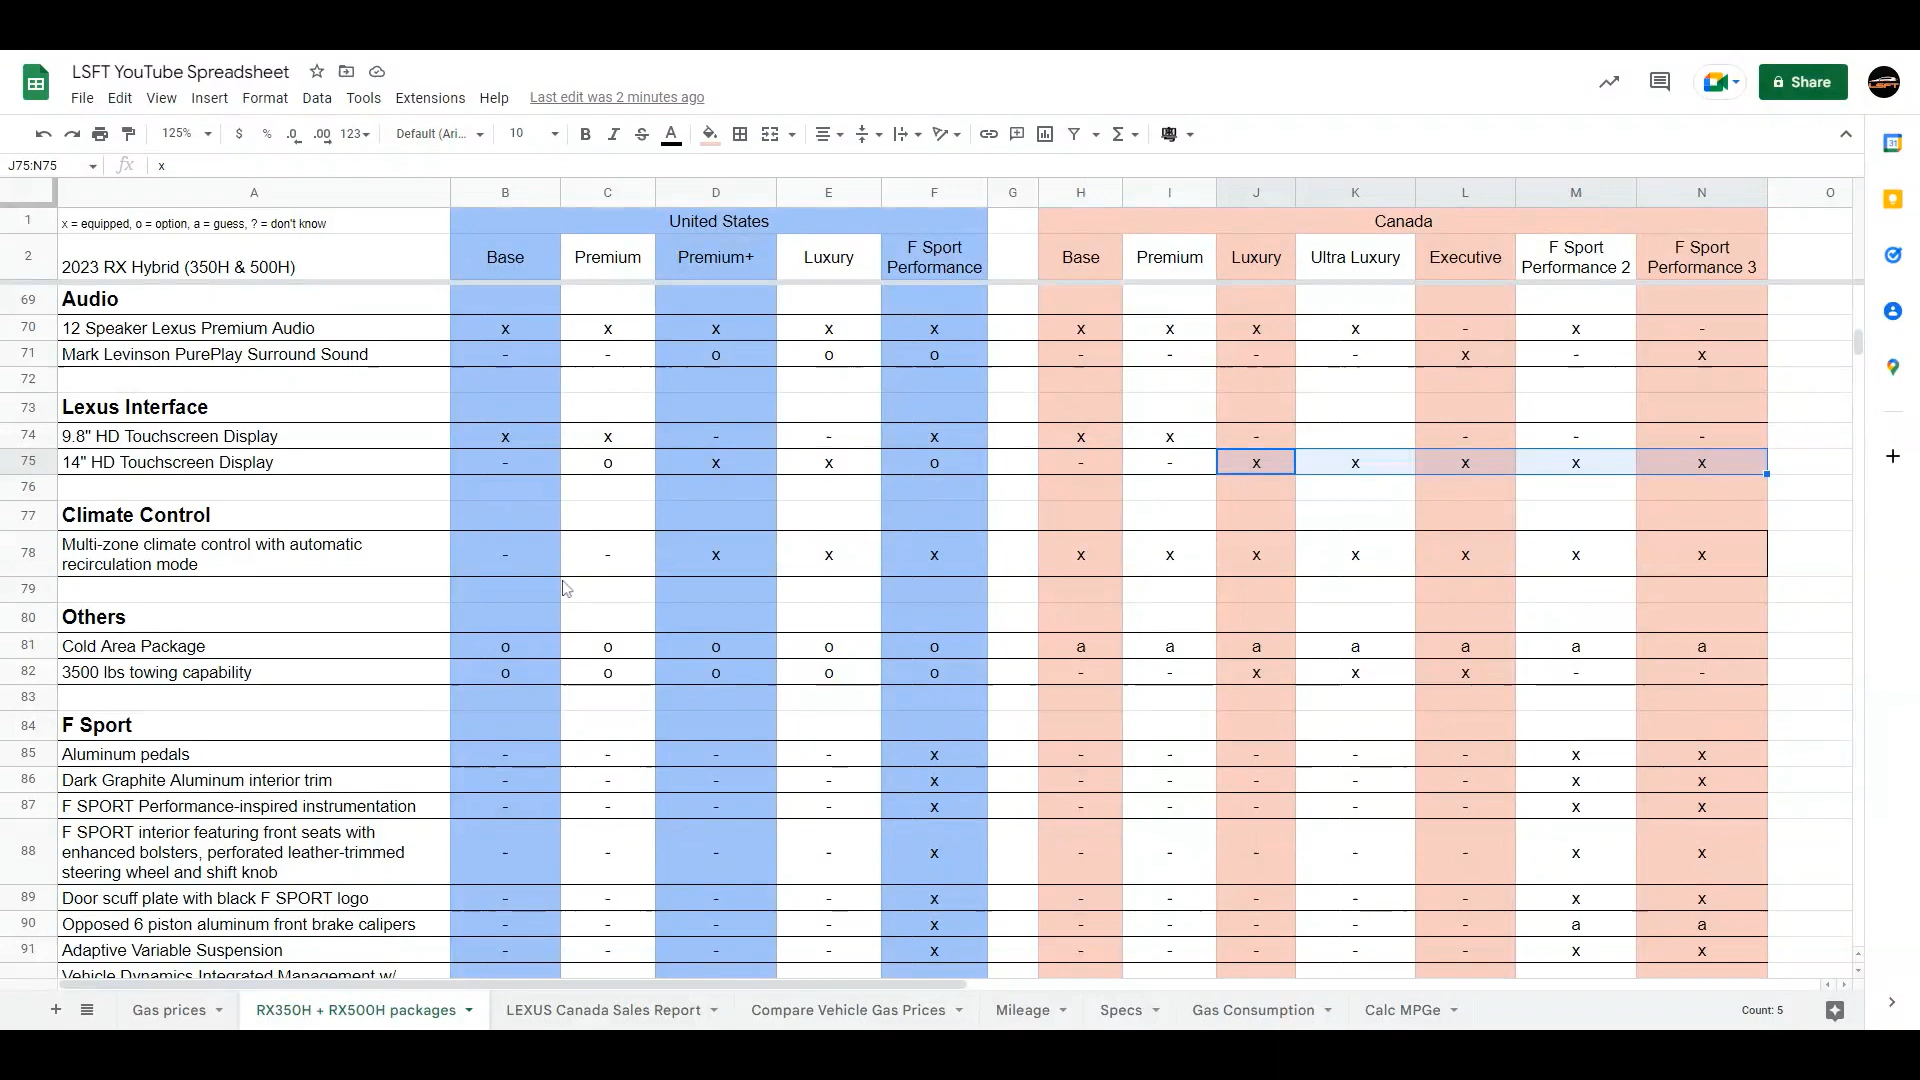 LSFT YouTube Spreadsheet
File Edit View Insert Format Data Tools Extensions Help Last edit was 2 minutes ago
Share
125% $ % .0 .00 123 Default (Ari... 10 B I S A
J75:N75 fx x
A B C D E F G H I J K L M N O
1 x = equipped, o = option, a = guess, ? = don't know United States Canada
2 2023 RX Hybrid (350H & 500H) Base Premium Premium+ Luxury F Sport Performance Base Premium Luxury Ultra Luxury Executive F Sport Performance 2 F Sport Performance 3
69 Audio
70 12 Speaker Lexus Premium Audio x x x x x x x x x - x -
71 Mark Levinson PurePlay Surround Sound - - o o o - - - - x - x
72
73 Lexus Interface
74 9.8" HD Touchscreen Display x x - - x x x - - - -
75 14" HD Touchscreen Display - o x x o - - x x x x x
76
77 Climate Control
78 Multi-zone climate control with automatic
recirculation mode - - x x x x x x x x x x
79
80 Others
81 Cold Area Package o o o o o a a a a a a a
82 3500 lbs towing capability o o o o o - - x x x - -
83
84 F Sport
85 Aluminum pedals - - - - x - - - - - x x
86 Dark Graphite Aluminum interior trim - - - - x - - - - - x x
87 F SPORT Performance-inspired instrumentation - - - - x - - - - - x x
88 F SPORT interior featuring front seats with
enhanced bolsters, perforated leather-trimmed
steering wheel and shift knob - - - - x - - - - - x x
89 Door scuff plate with black F SPORT logo - - - - x - - - - - x x
90 Opposed 6 piston aluminum front brake calipers - - - - x - - - - - a a
91 Adaptive Variable Suspension - - - - x - - - - - x x
Vehicle Dynamics Integrated Management w/
Gas prices RX350H + RX500H packages LEXUS Canada Sales Report Compare Vehicle Gas Prices Mileage Specs Gas Consumption Calc MPGe Count: 5